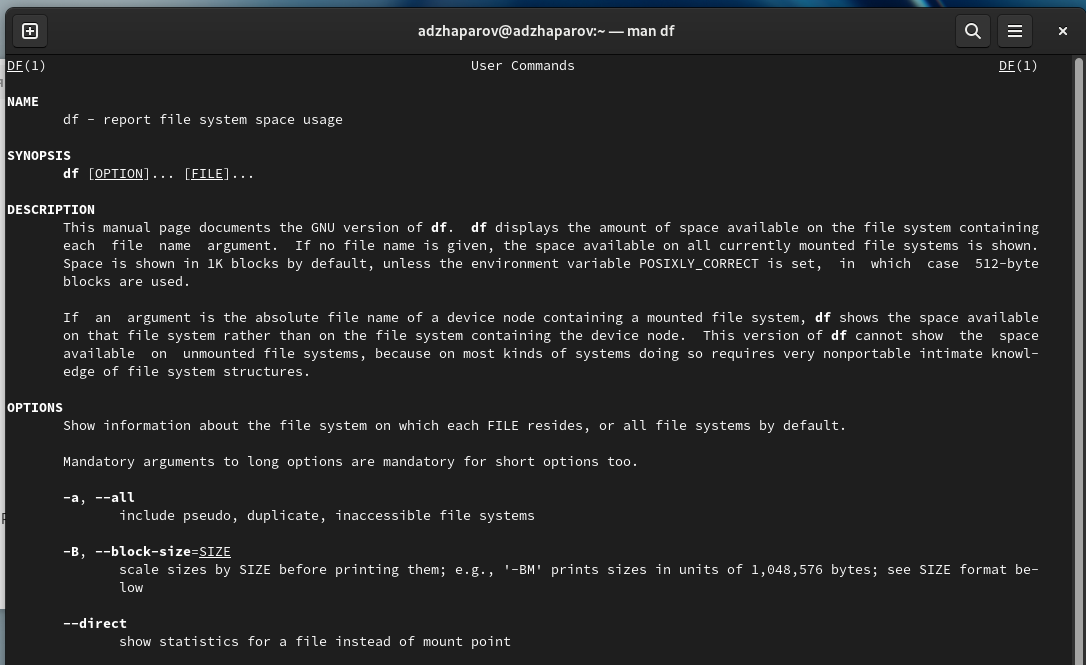 adzhaparov@adzhaparov:~ — man df
DF(1) User Commands DF(1)
NAME
df - report file system space usage
SYNOPSIS
df [OPTION]... [FILE]...
DESCRIPTION
This manual page documents the GNU version of df.  df displays the amount of space available on the file system containing
each  file  name  argument.  If no file name is given, the space available on all currently mounted file systems is shown.
Space is shown in 1K blocks by default, unless the environment variable POSIXLY_CORRECT is set,  in  which  case  512-byte
blocks are used.
If  an  argument is the absolute file name of a device node containing a mounted file system, df shows the space available
on that file system rather than on the file system containing the device node.  This version of df cannot show  the  space
available  on  unmounted file systems, because on most kinds of systems doing so requires very nonportable intimate knowl-
edge of file system structures.
OPTIONS
Show information about the file system on which each FILE resides, or all file systems by default.
Mandatory arguments to long options are mandatory for short options too.
-a, --all
include pseudo, duplicate, inaccessible file systems
-B, --block-size=SIZE
scale sizes by SIZE before printing them; e.g., '-BM' prints sizes in units of 1,048,576 bytes; see SIZE format be-
low
--direct
show statistics for a file instead of mount point